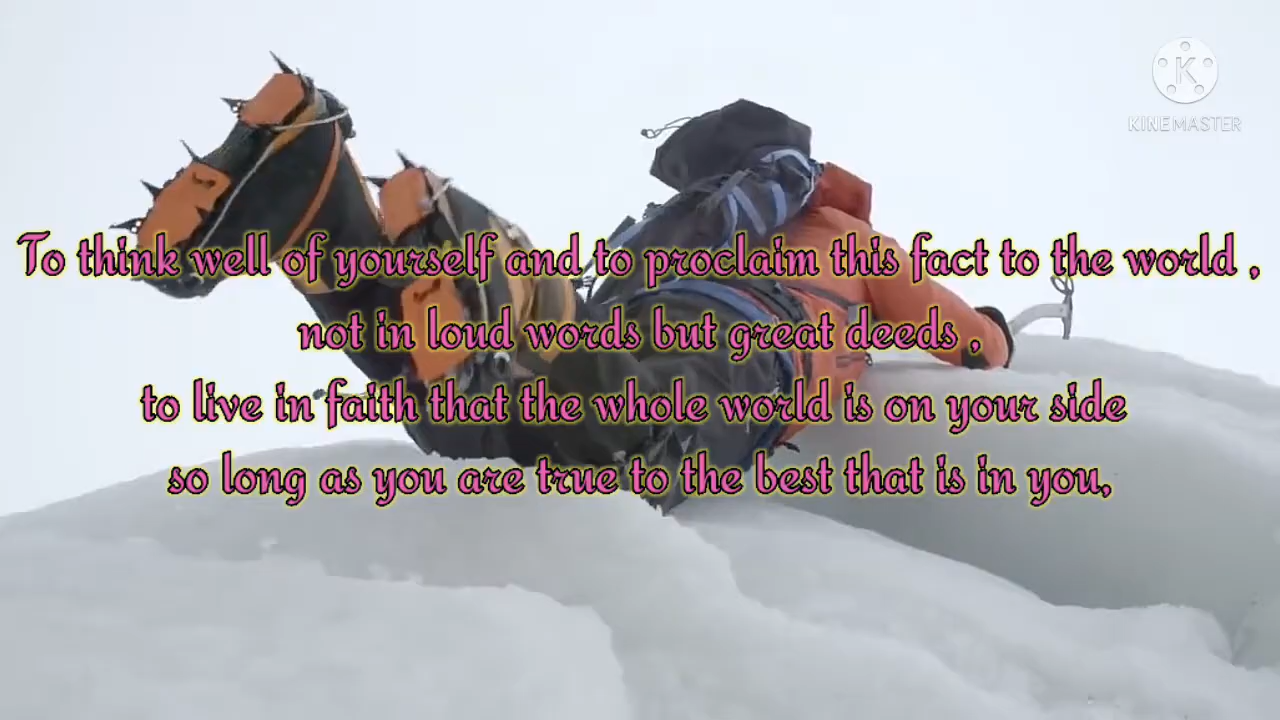 KINEMASTER
To think well of yourself and to proclaim this fact to the world ,
not in loud words but great deeds ,
to live in faith that the whole world is on your side
so long as you are true to the best that is in you,